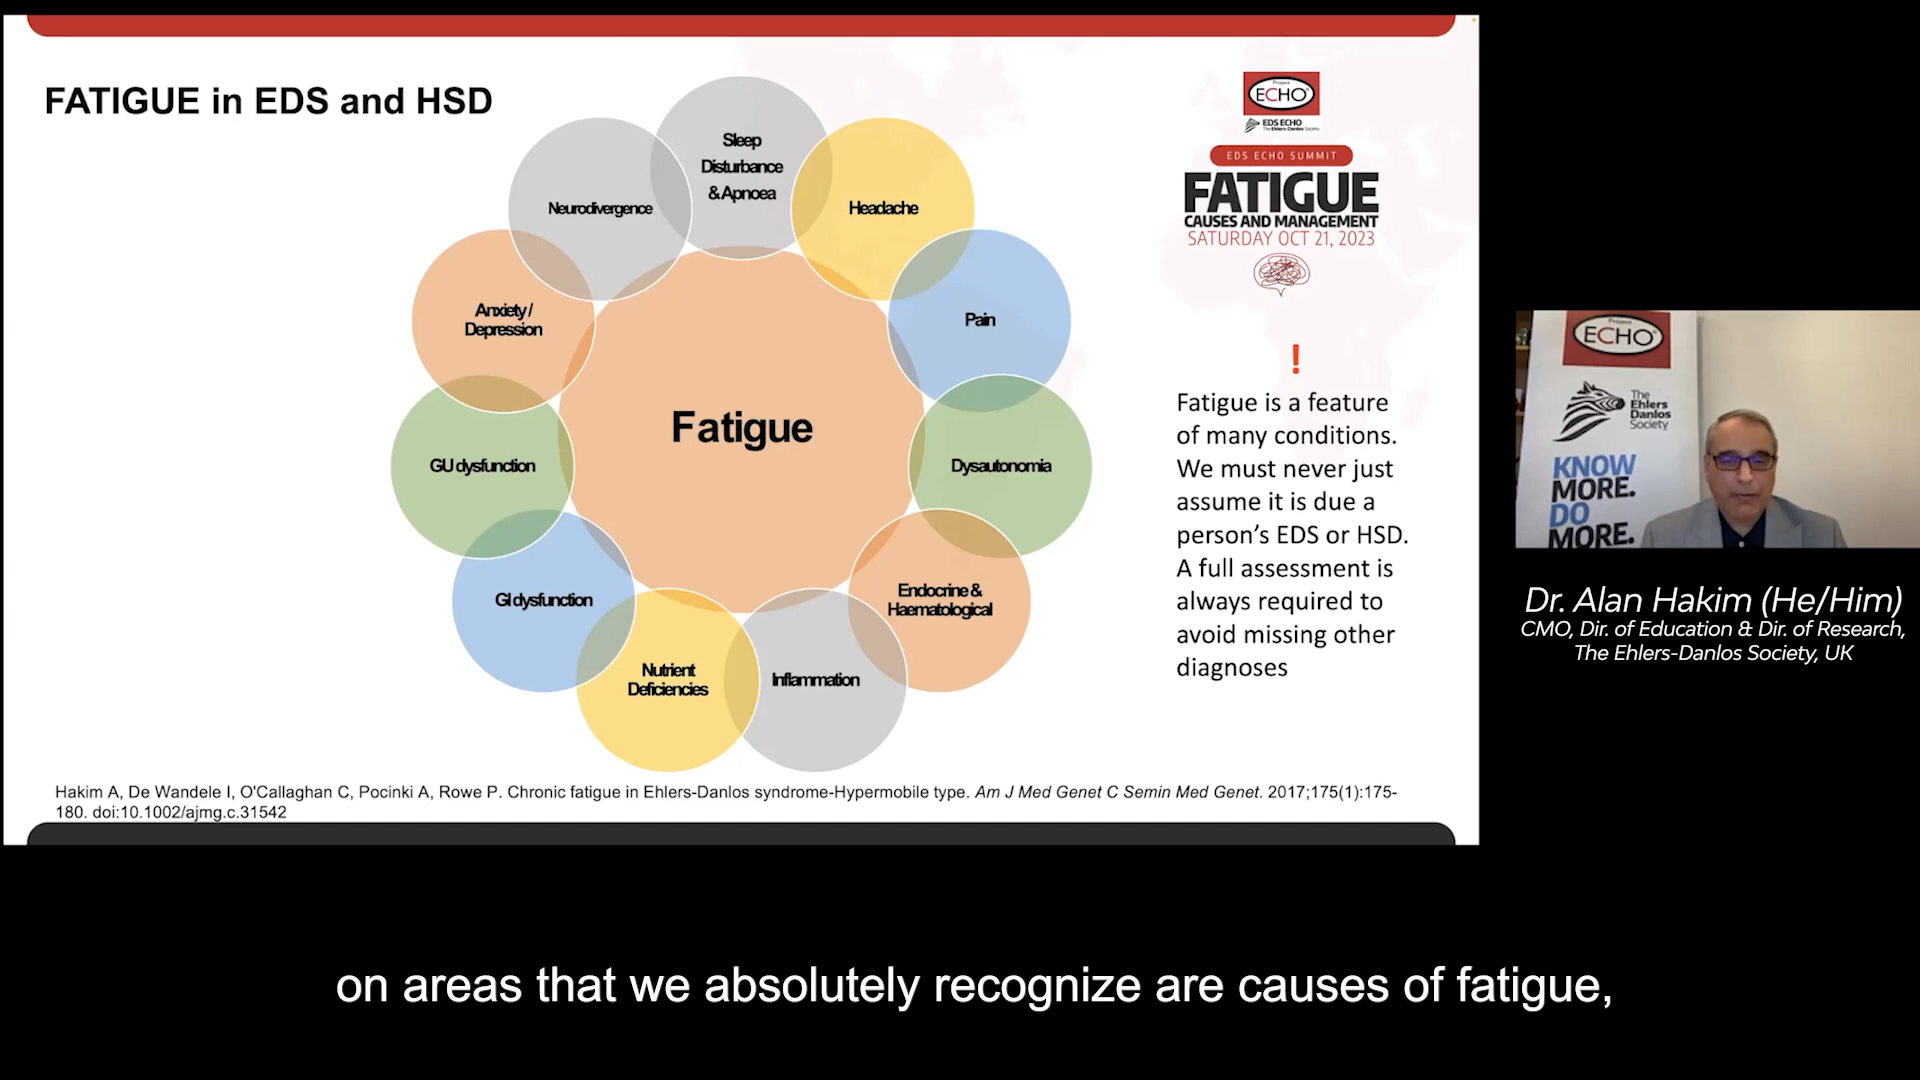 FATIGUE in EDS and HSD
Sleep
Disturbance
& Apnoea
Headache
Pain
Dysautonomia
Endocrine &
Haematological
Inflammation
Nutrient
Deficiencies
GI dysfunction
GU dysfunction
Anxiety /
Depression
Neurodivergence
Fatigue
Project
ECHO®
EDS ECHO
The Ehlers-Danlos Society
EDS ECHO SUMMIT
FATIGUE
CAUSES AND MANAGEMENT
SATURDAY OCT 21, 2023
!
Fatigue is a feature
of many conditions.
We must never just
assume it is due a
person’s EDS or HSD.
A full assessment is
always required to
avoid missing other
diagnoses
Hakim A, De Wandele I, O'Callaghan C, Pocinki A, Rowe P. Chronic fatigue in Ehlers-Danlos syndrome-Hypermobile type. Am J Med Genet C Semin Med Genet. 2017;175(1):175-
180. doi:10.1002/ajmg.c.31542
Project
ECHO®
The
Ehlers
Danlos
Society
KNOW
MORE.
DO
MORE.
Dr. Alan Hakim (He/Him)
CMO, Dir. of Education & Dir. of Research,
The Ehlers-Danlos Society, UK
on areas that we absolutely recognize are causes of fatigue,